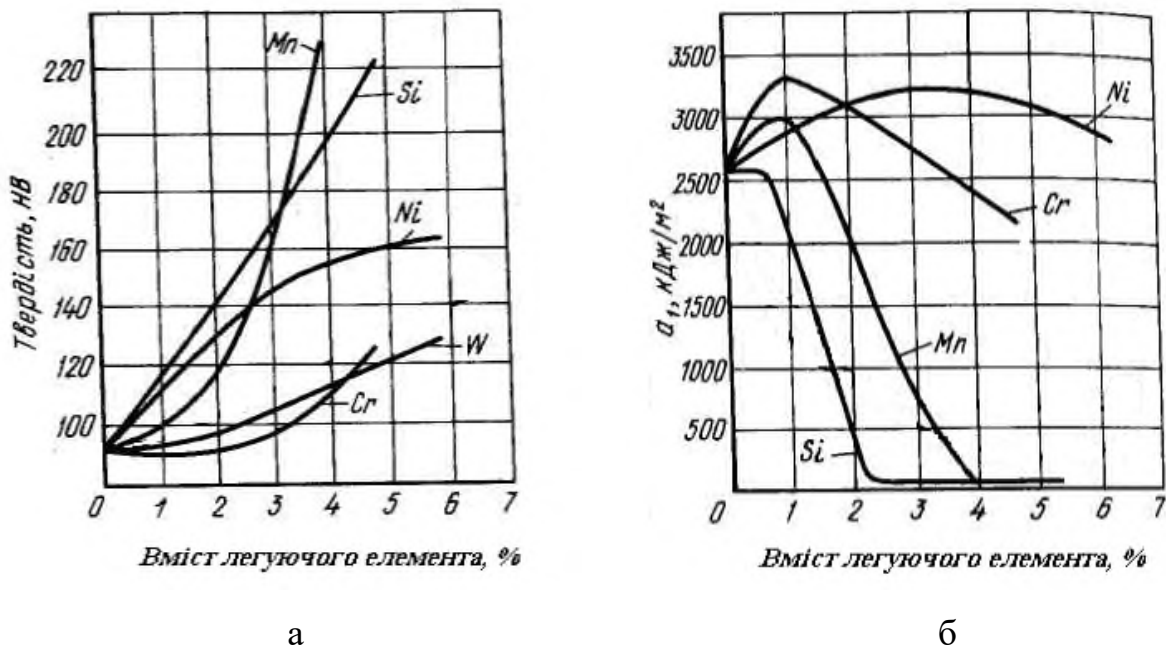 Твердість, НВ
220
200
180
160
140
120
100
Mn
Si
Ni
W
Cr
0 1 2 3 4 5 6 7
Вміст легуючого елемента, %
а
a₁, кДж/м²
3500
3000
2500
2000
1500
1000
500
Ni
Cr
Mn
Si
0 1 2 3 4 5 6 7
Вміст легуючого елемента, %
б